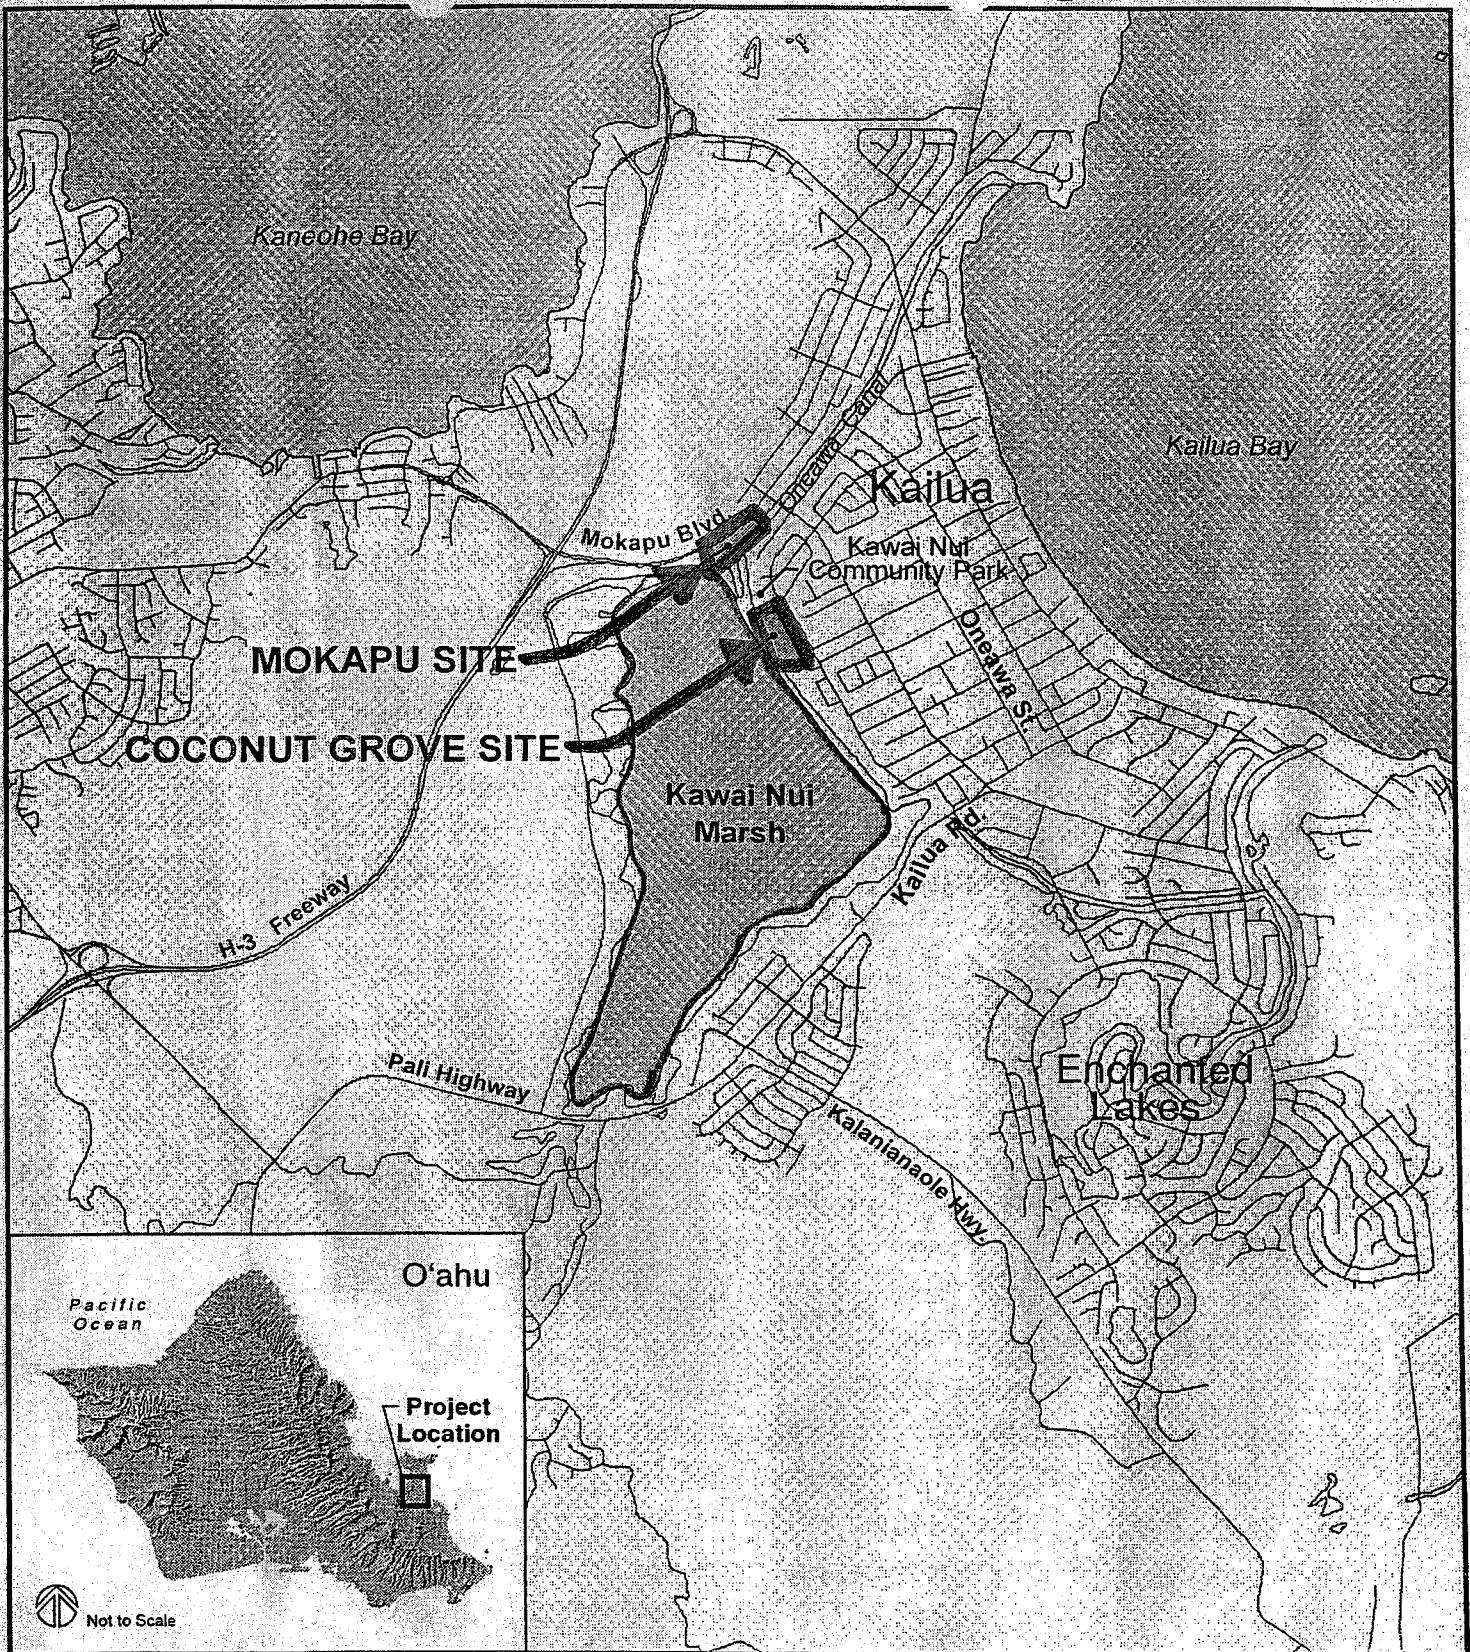 Kaneohe Bay
Kailua Bay
Oneawa Canal
Kailua
Mokapu Blvd.
Kawai Nui
Community Park
Oneawa St.
MOKAPU SITE
COCONUT GROVE SITE
Kawai Nui
Marsh
Kailua Rd.
H-3 Freeway
Pali Highway
Enchanted
Lakes
Kalanianaole Hwy.
O‘ahu
Pacific
Ocean
Project
Location
Not to Scale